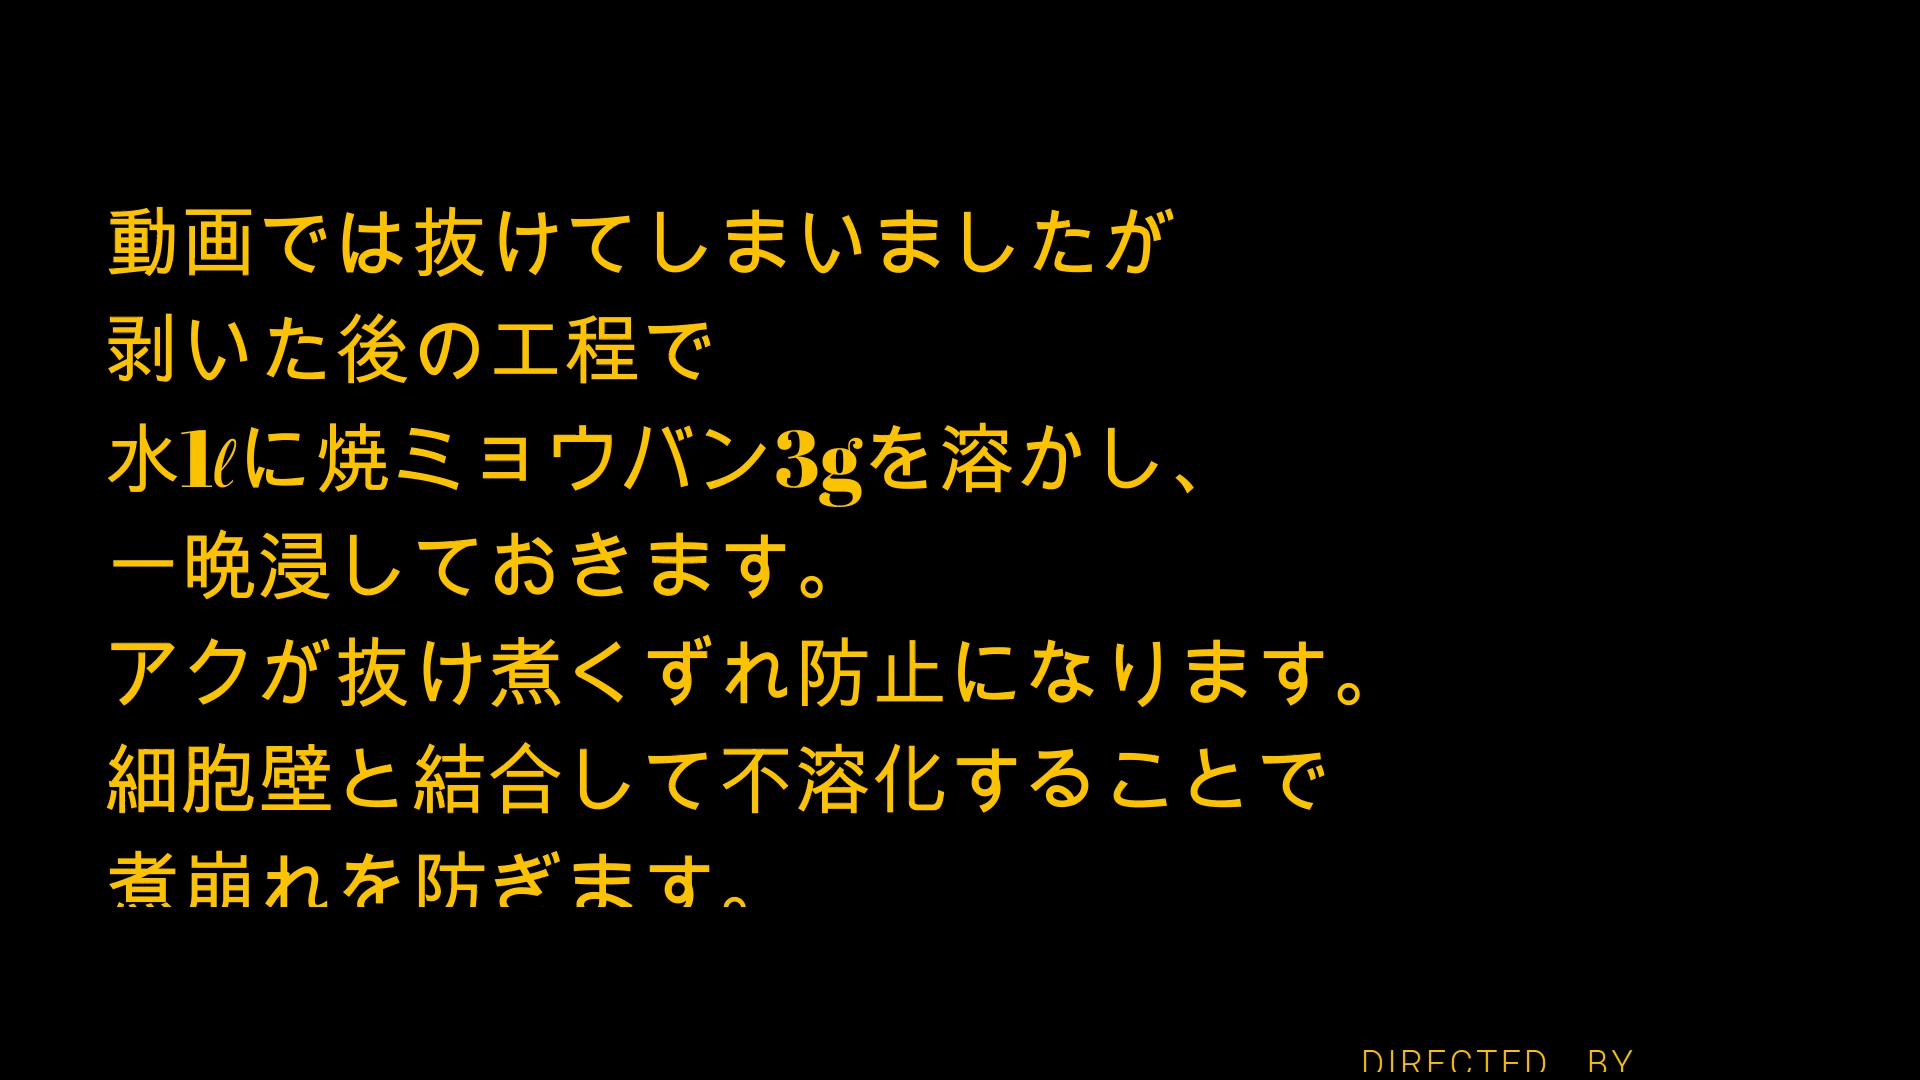 動画では抜けてしまいましたが
剥いた後の工程で
水1ℓに焼ミョウバン3gを溶かし、
一晩浸しておきます。
アクが抜け煮くずれ防止になります。
細胞壁と結合して不溶化することで
煮崩れを防ぎます。
DIRECTED BY